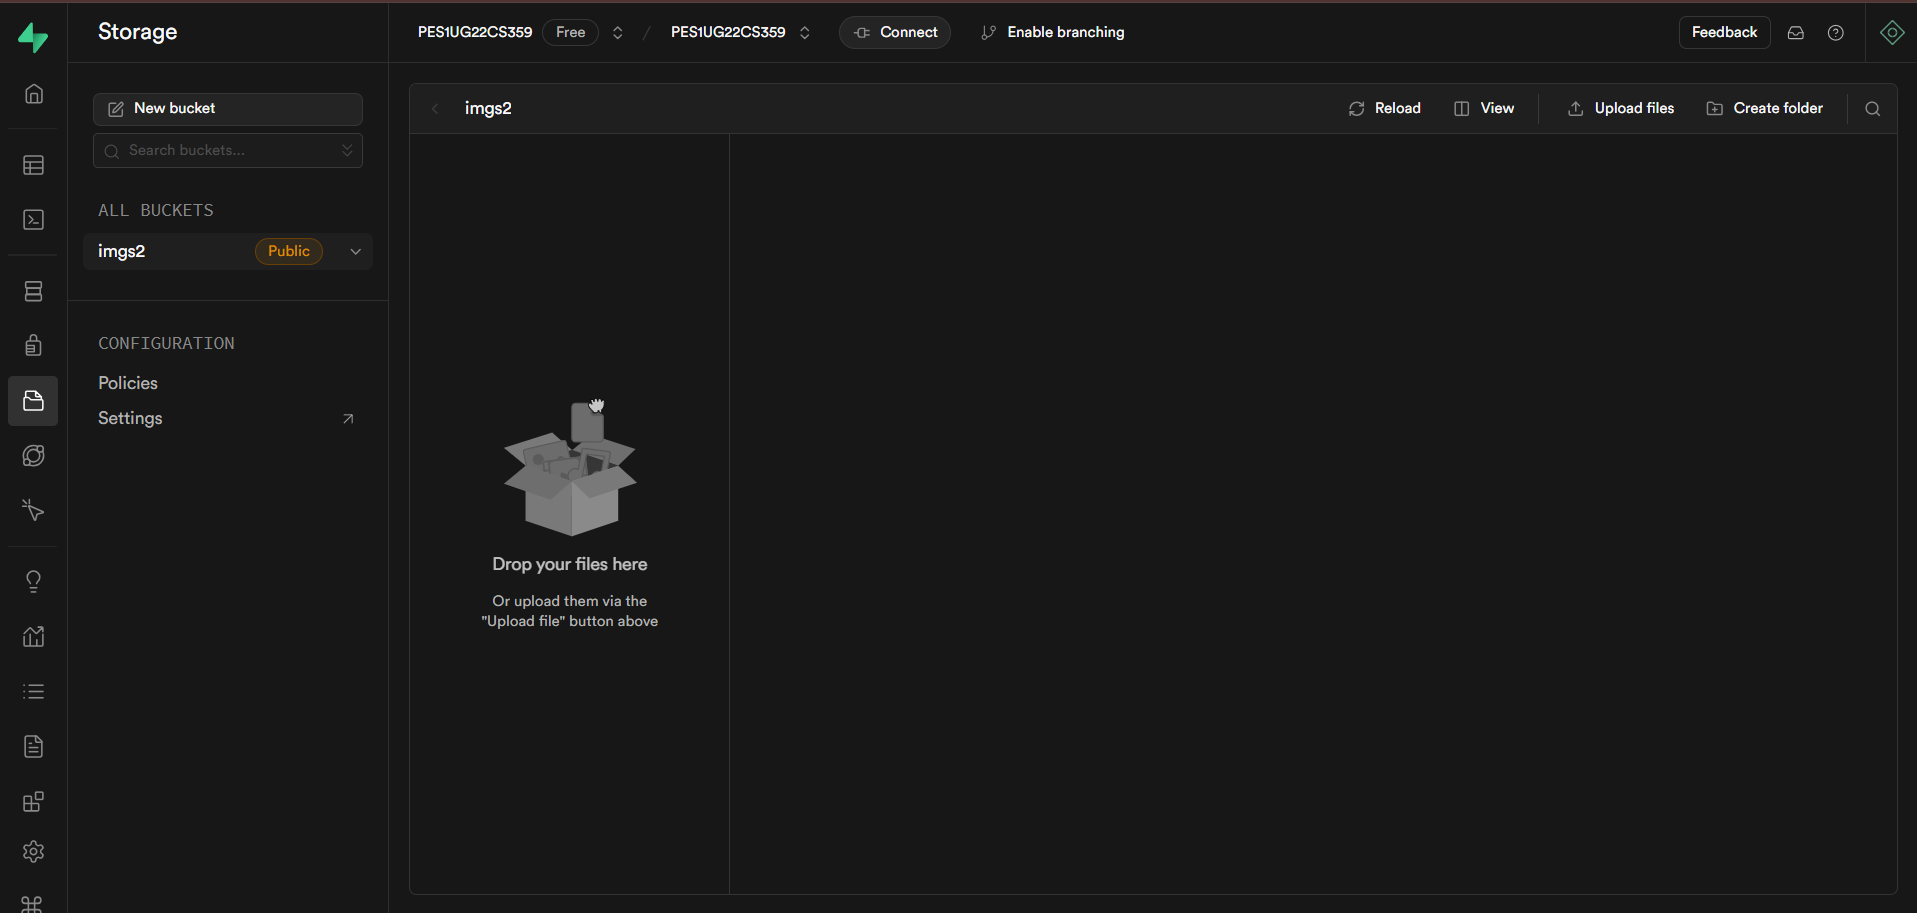 Storage
PES1UG22CS359 Free / PES1UG22CS359 Connect Enable branching Feedback
New bucket
Search buckets...
ALL BUCKETS
imgs2 Public
CONFIGURATION
Policies
Settings
imgs2 Reload View Upload files Create folder
Drop your files here
Or upload them via the
"Upload file" button above